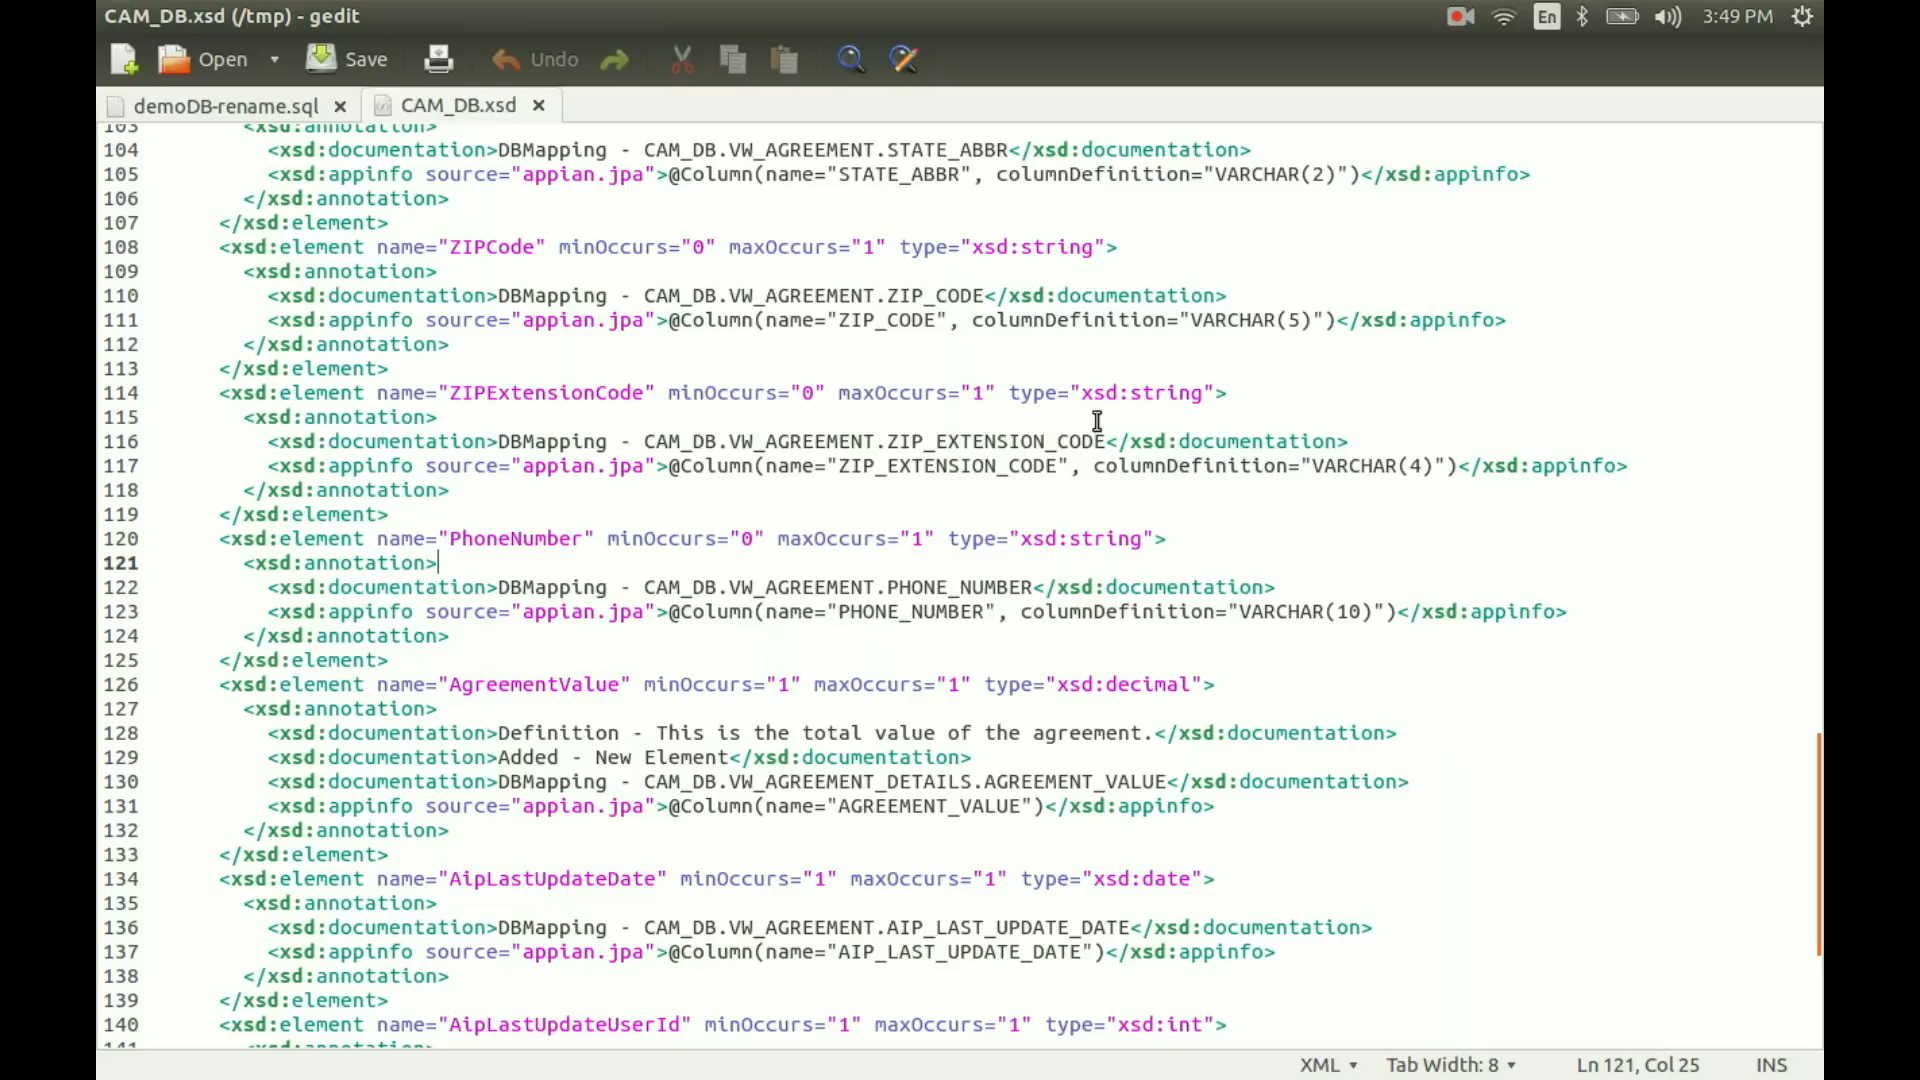 CAM_DB.xsd (/tmp) - gedit
En 3:49 PM
Open Save Undo
demoDB-rename.sql CAM_DB.xsd
103 <xsd:annotation>
104 <xsd:documentation>DBMapping - CAM_DB.VW_AGREEMENT.STATE_ABBR</xsd:documentation>
105 <xsd:appinfo source="appian.jpa">@Column(name="STATE_ABBR", columnDefinition="VARCHAR(2)")</xsd:appinfo>
106 </xsd:annotation>
107 </xsd:element>
108 <xsd:element name="ZIPCode" minOccurs="0" maxOccurs="1" type="xsd:string">
109 <xsd:annotation>
110 <xsd:documentation>DBMapping - CAM_DB.VW_AGREEMENT.ZIP_CODE</xsd:documentation>
111 <xsd:appinfo source="appian.jpa">@Column(name="ZIP_CODE", columnDefinition="VARCHAR(5)")</xsd:appinfo>
112 </xsd:annotation>
113 </xsd:element>
114 <xsd:element name="ZIPExtensionCode" minOccurs="0" maxOccurs="1" type="xsd:string">
115 <xsd:annotation>
116 <xsd:documentation>DBMapping - CAM_DB.VW_AGREEMENT.ZIP_EXTENSION_CODE</xsd:documentation>
117 <xsd:appinfo source="appian.jpa">@Column(name="ZIP_EXTENSION_CODE", columnDefinition="VARCHAR(4)")</xsd:appinfo>
118 </xsd:annotation>
119 </xsd:element>
120 <xsd:element name="PhoneNumber" minOccurs="0" maxOccurs="1" type="xsd:string">
121 <xsd:annotation>
122 <xsd:documentation>DBMapping - CAM_DB.VW_AGREEMENT.PHONE_NUMBER</xsd:documentation>
123 <xsd:appinfo source="appian.jpa">@Column(name="PHONE_NUMBER", columnDefinition="VARCHAR(10)")</xsd:appinfo>
124 </xsd:annotation>
125 </xsd:element>
126 <xsd:element name="AgreementValue" minOccurs="1" maxOccurs="1" type="xsd:decimal">
127 <xsd:annotation>
128 <xsd:documentation>Definition - This is the total value of the agreement.</xsd:documentation>
129 <xsd:documentation>Added - New Element</xsd:documentation>
130 <xsd:documentation>DBMapping - CAM_DB.VW_AGREEMENT_DETAILS.AGREEMENT_VALUE</xsd:documentation>
131 <xsd:appinfo source="appian.jpa">@Column(name="AGREEMENT_VALUE")</xsd:appinfo>
132 </xsd:annotation>
133 </xsd:element>
134 <xsd:element name="AipLastUpdateDate" minOccurs="1" maxOccurs="1" type="xsd:date">
135 <xsd:annotation>
136 <xsd:documentation>DBMapping - CAM_DB.VW_AGREEMENT.AIP_LAST_UPDATE_DATE</xsd:documentation>
137 <xsd:appinfo source="appian.jpa">@Column(name="AIP_LAST_UPDATE_DATE")</xsd:appinfo>
138 </xsd:annotation>
139 </xsd:element>
140 <xsd:element name="AipLastUpdateUserId" minOccurs="1" maxOccurs="1" type="xsd:int">
141 <xsd:annotation>
XML Tab Width: 8 Ln 121, Col 25 INS